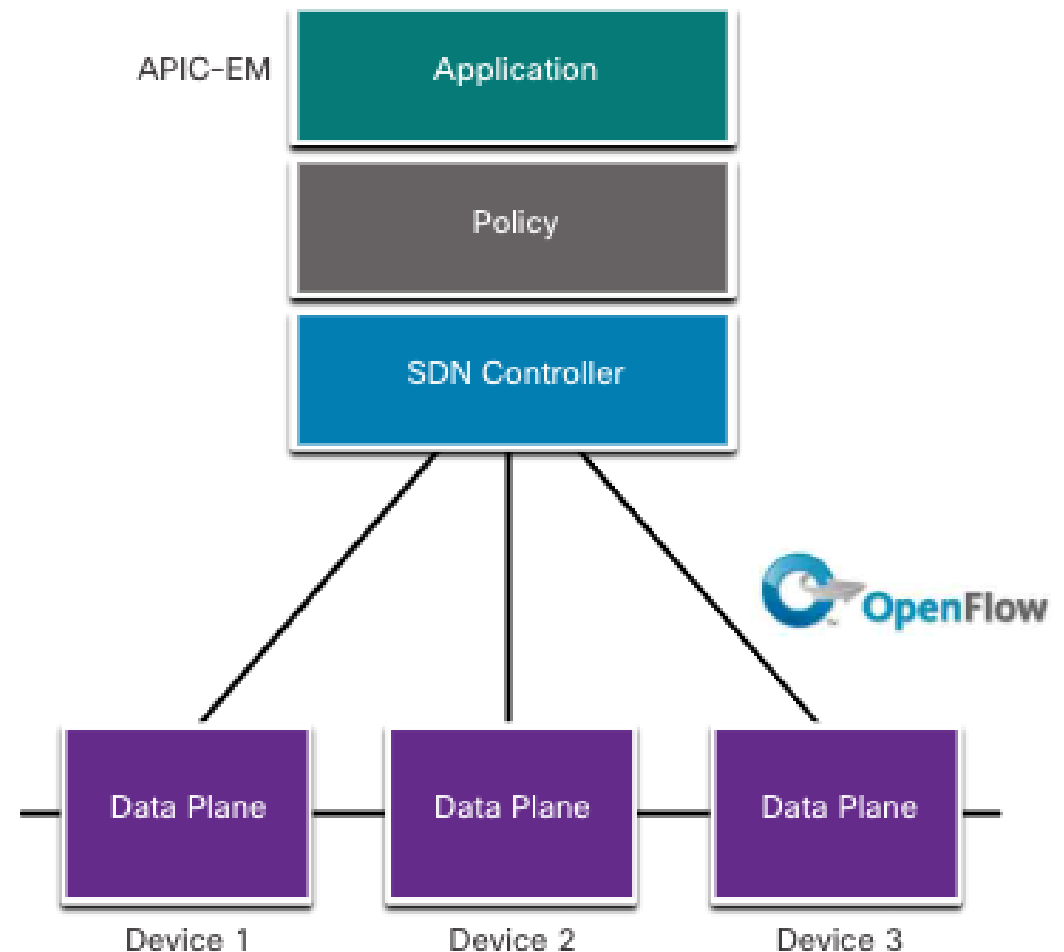 APIC-EM
Application
Policy
SDN Controller
OpenFlow
Data Plane
Data Plane
Data Plane
Device 1
Device 2
Device 3